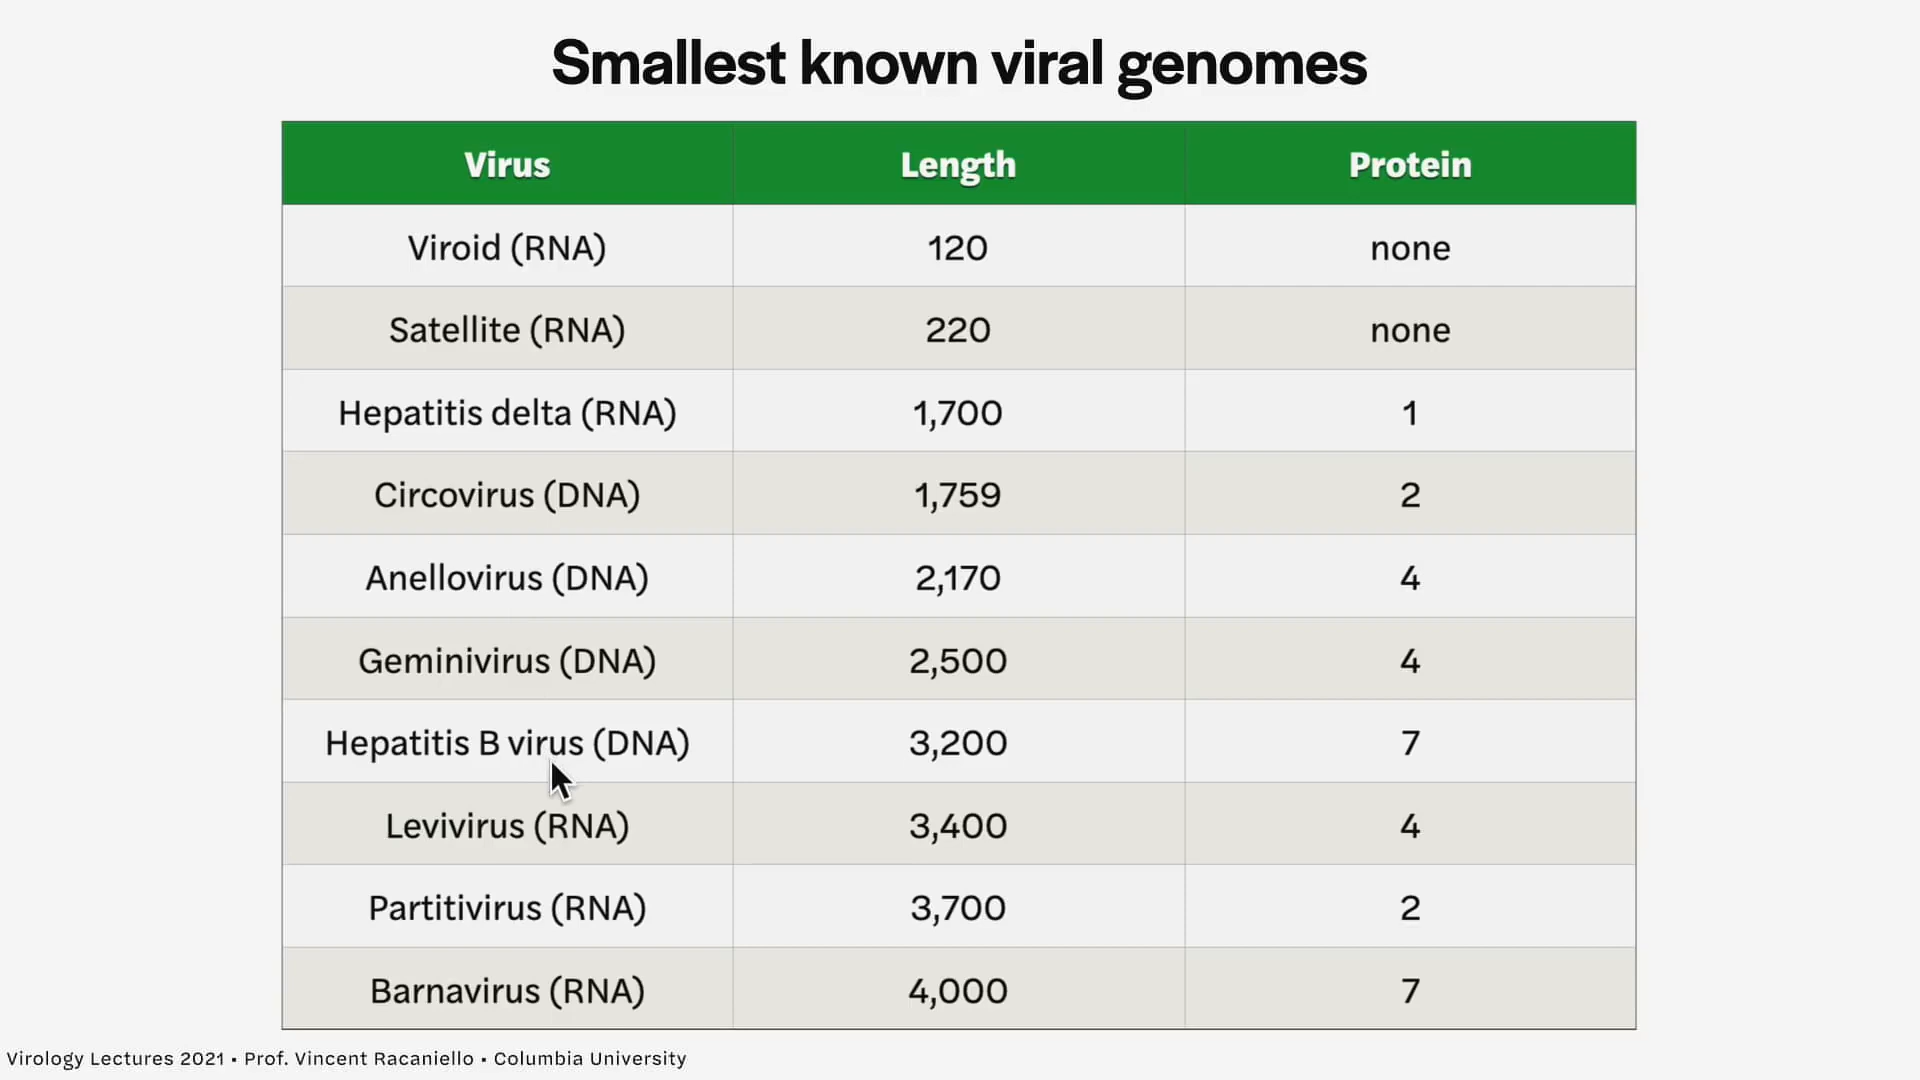 Smallest known viral genomes
Virus Length Protein
Viroid (RNA) 120 none
Satellite (RNA) 220 none
Hepatitis delta (RNA) 1,700 1
Circovirus (DNA) 1,759 2
Anellovirus (DNA) 2,170 4
Geminivirus (DNA) 2,500 4
Hepatitis B virus (DNA) 3,200 7
Levivirus (RNA) 3,400 4
Partitivirus (RNA) 3,700 2
Barnavirus (RNA) 4,000 7
Virology Lectures 2021 • Prof. Vincent Racaniello • Columbia University